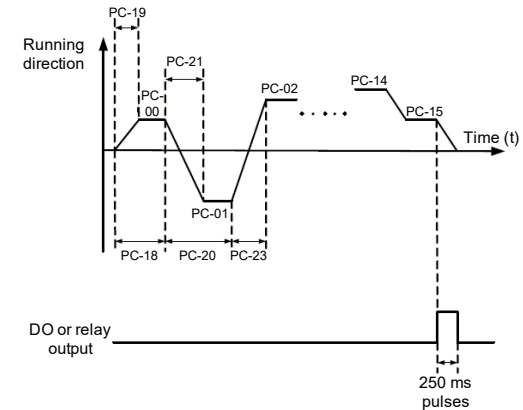 PC-19
Running
direction
PC-21
PC-
00
PC-02
PC-14
PC-15
Time (t)
PC-01
PC-18
PC-20
PC-23
DO or relay
output
250 ms
pulses